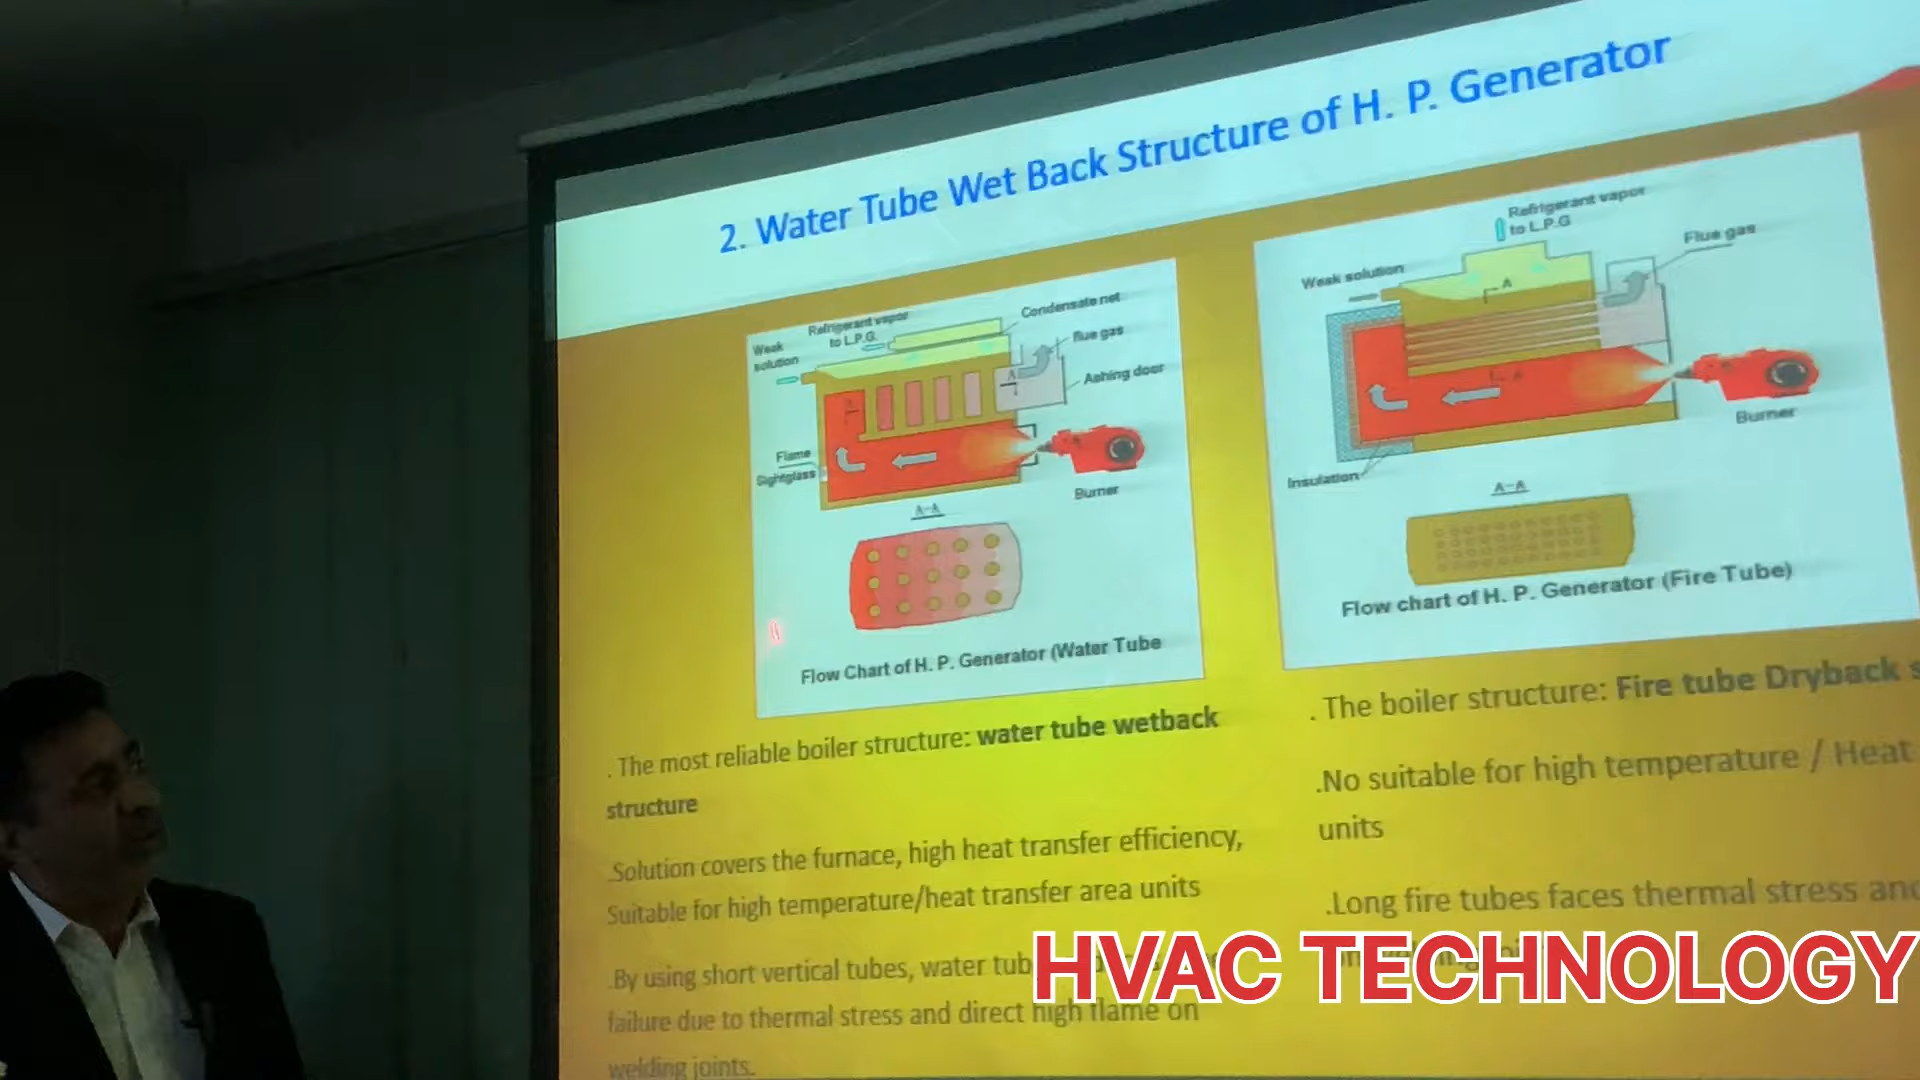 2. Water Tube Wet Back Structure of H. P. Generator
Refrigerant vapor
to L.P.G.
Condensate net
Weak
solution
flue gas
A
Ashing door
A
Flame
Sightglass
Burner
A-A
Flow Chart of H. P. Generator (Water Tube
Refrigerant vapor
to L.P.G
Flue gas
Weak solution
A
A
Burner
Insulation
A-A
Flow chart of H. P. Generator (Fire Tube)
. The most reliable boiler structure: water tube wetback
structure
.Solution covers the furnace, high heat transfer efficiency,
Suitable for high temperature/heat transfer area units
.By using short vertical tubes, water
failure due to thermal stress and direct high flame on
welding joints.
. The boiler structure: Fire tube Dryback
.No suitable for high temperature / Heat
units
.Long fire tubes faces thermal stress
HVAC TECHNOLOGY